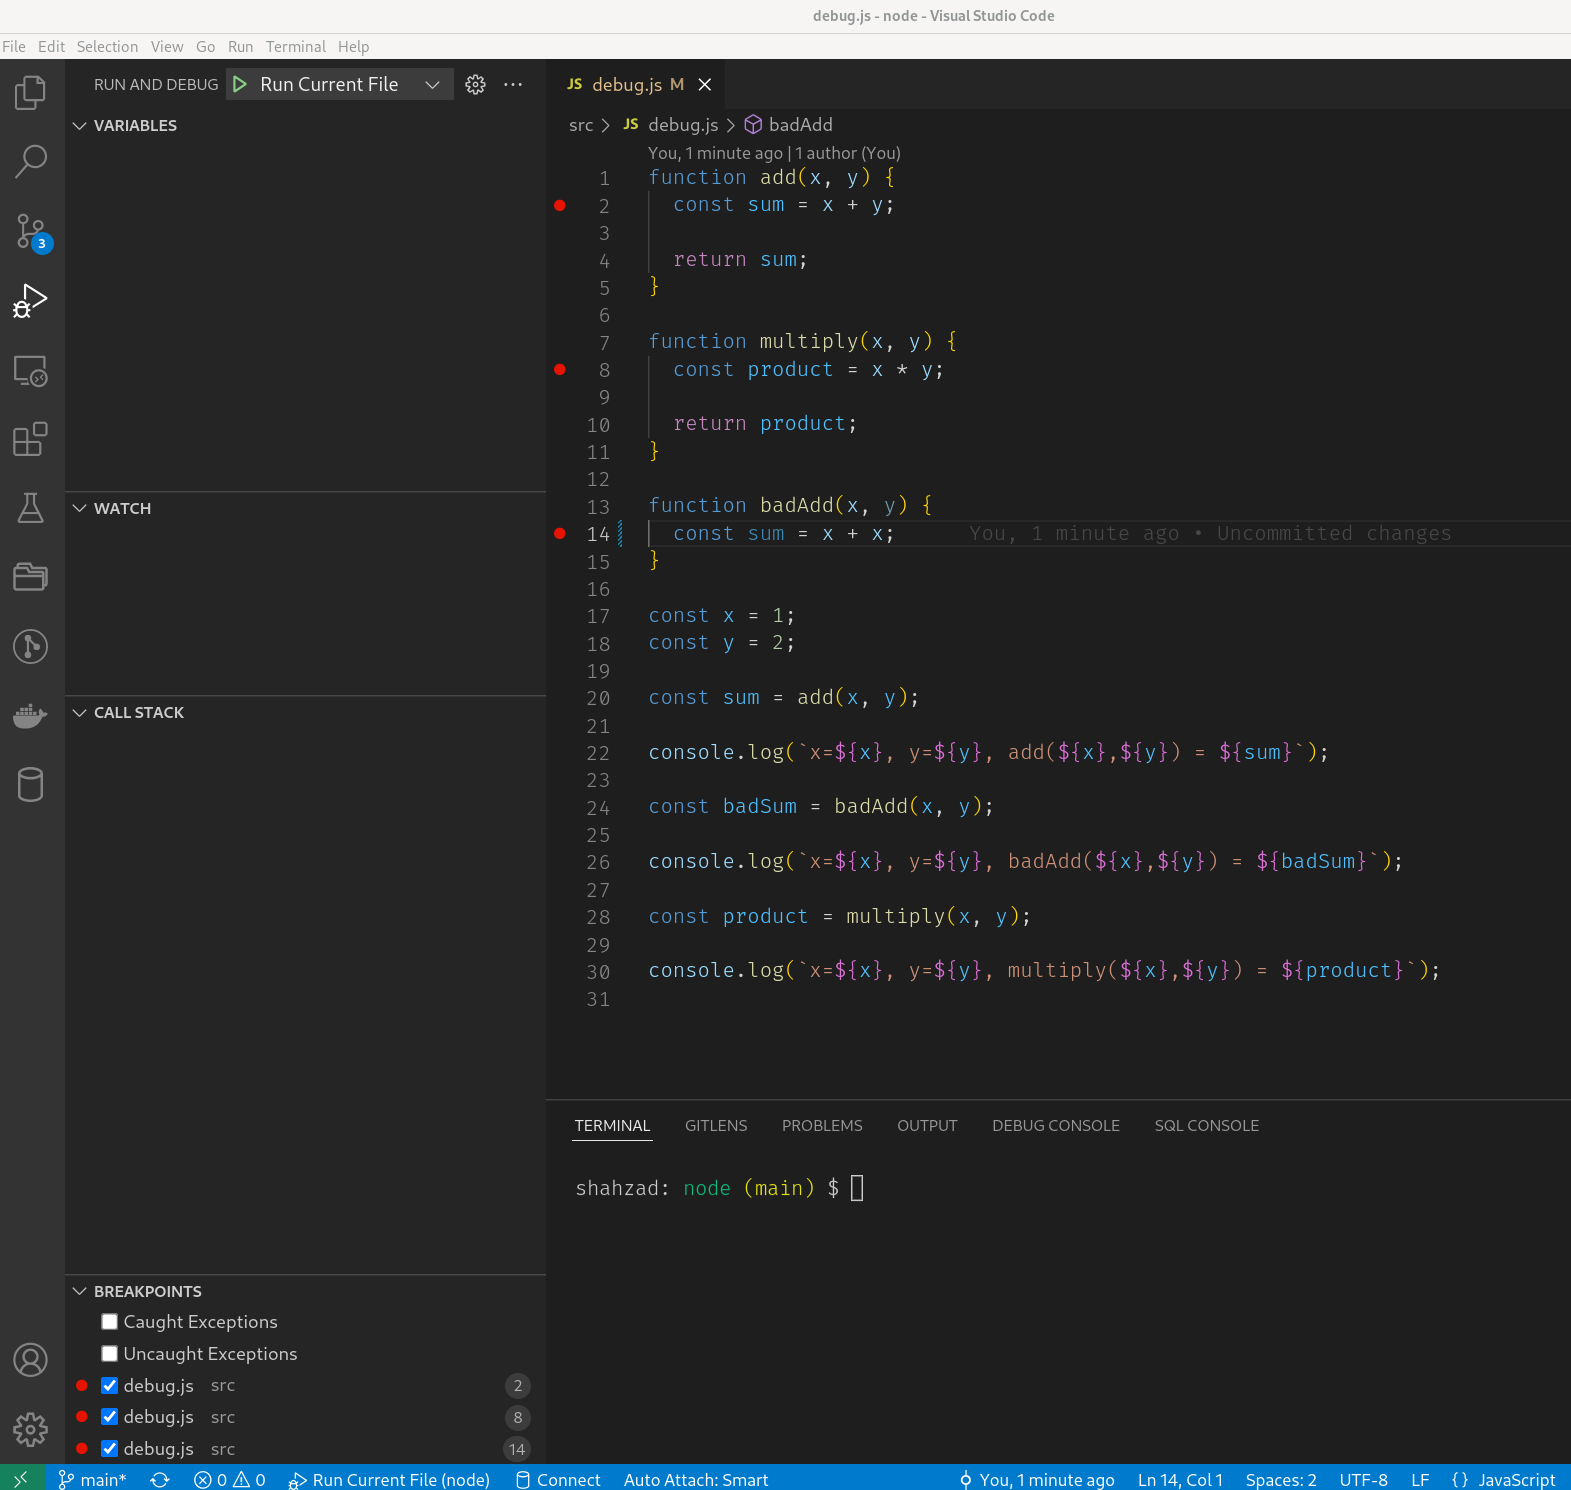 debug.js - node - Visual Studio Code
File Edit Selection View Go Run Terminal Help
RUN AND DEBUG Run Current File
VARIABLES
WATCH
CALL STACK
BREAKPOINTS
Caught Exceptions
Uncaught Exceptions
debug.js src 2
debug.js src 8
debug.js src 14
3
JS debug.js M
src > JS debug.js > badAdd
You, 1 minute ago | 1 author (You)
1 function add(x, y) {
2   const sum = x + y;
3
4   return sum;
5 }
6
7 function multiply(x, y) {
8   const product = x * y;
9
10   return product;
11 }
12
13 function badAdd(x, y) {
14   const sum = x + x; You, 1 minute ago • Uncommitted changes
15 }
16
17 const x = 1;
18 const y = 2;
19
20 const sum = add(x, y);
21
22 console.log(`x=${x}, y=${y}, add(${x},${y}) = ${sum}`);
23
24 const badSum = badAdd(x, y);
25
26 console.log(`x=${x}, y=${y}, badAdd(${x},${y}) = ${badSum}`);
27
28 const product = multiply(x, y);
29
30 console.log(`x=${x}, y=${y}, multiply(${x},${y}) = ${product}`);
31
TERMINAL GITLENS PROBLEMS OUTPUT DEBUG CONSOLE SQL CONSOLE
shahzad: node (main) $
main* 0 0 Run Current File (node) Connect Auto Attach: Smart You, 1 minute ago Ln 14, Col 1 Spaces: 2 UTF-8 LF {} JavaScript